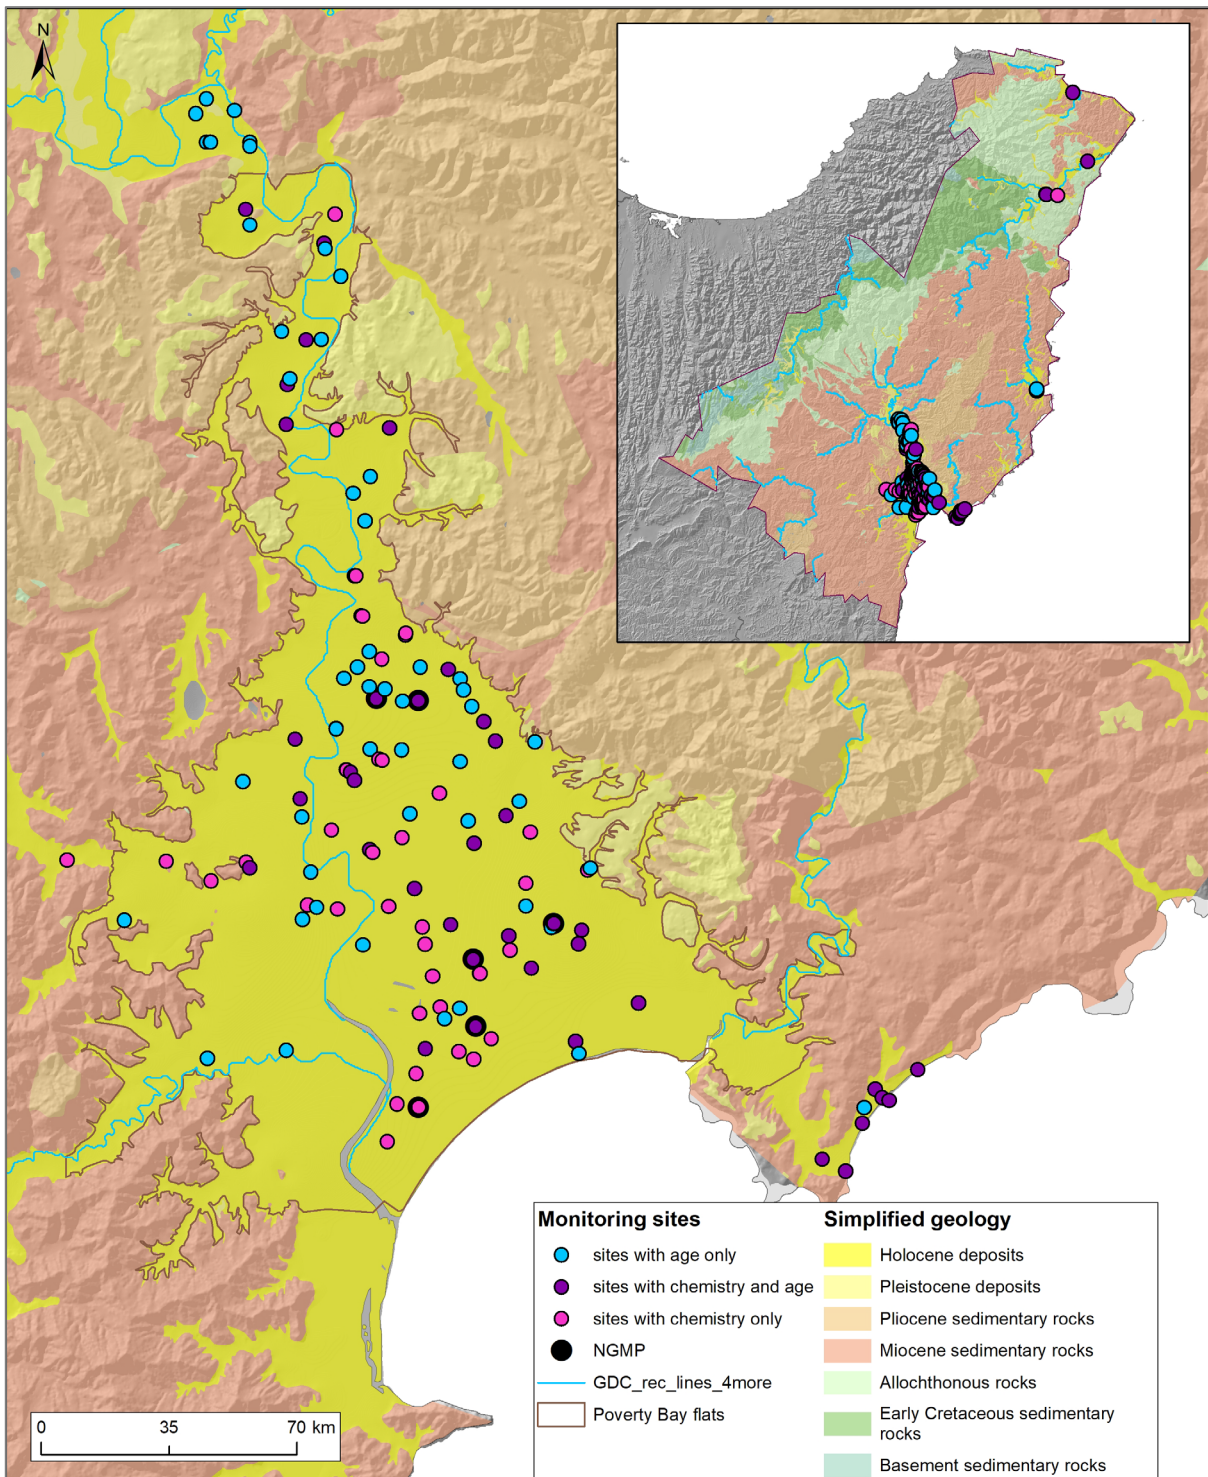 N
Monitoring sites
sites with age only
sites with chemistry and age
sites with chemistry only
NGMP
GDC_rec_lines_4more
Poverty Bay flats
Simplified geology
Holocene deposits
Pleistocene deposits
Pliocene sedimentary rocks
Miocene sedimentary rocks
Allochthonous rocks
Early Cretaceous sedimentary
rocks
Basement sedimentary rocks
0 35 70 km